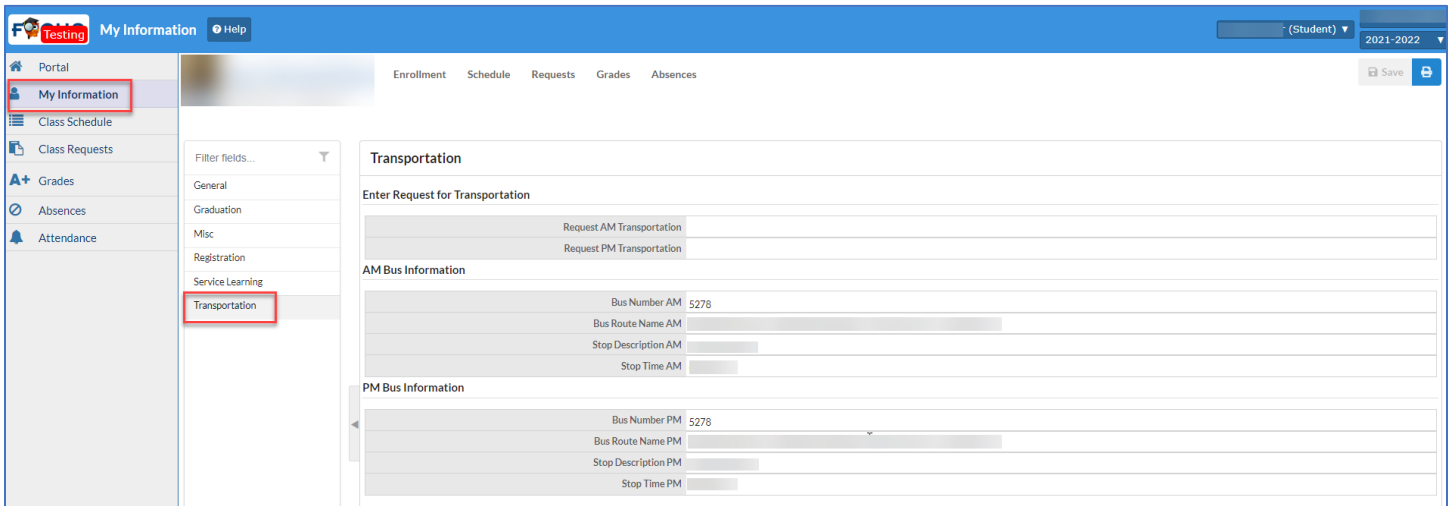 FOCUS Testing My Information Help (Student) ▼
2021-2022 ▼
Portal
My Information
Class Schedule
Class Requests
A+ Grades
Absences
Attendance
Enrollment Schedule Requests Grades Absences
Save
Filter fields...
General
Graduation
Misc
Registration
Service Learning
Transportation
Transportation
Enter Request for Transportation
Request AM Transportation
Request PM Transportation
AM Bus Information
Bus Number AM 5278
Bus Route Name AM
Stop Description AM
Stop Time AM
PM Bus Information
Bus Number PM 5278
Bus Route Name PM
Stop Description PM
Stop Time PM